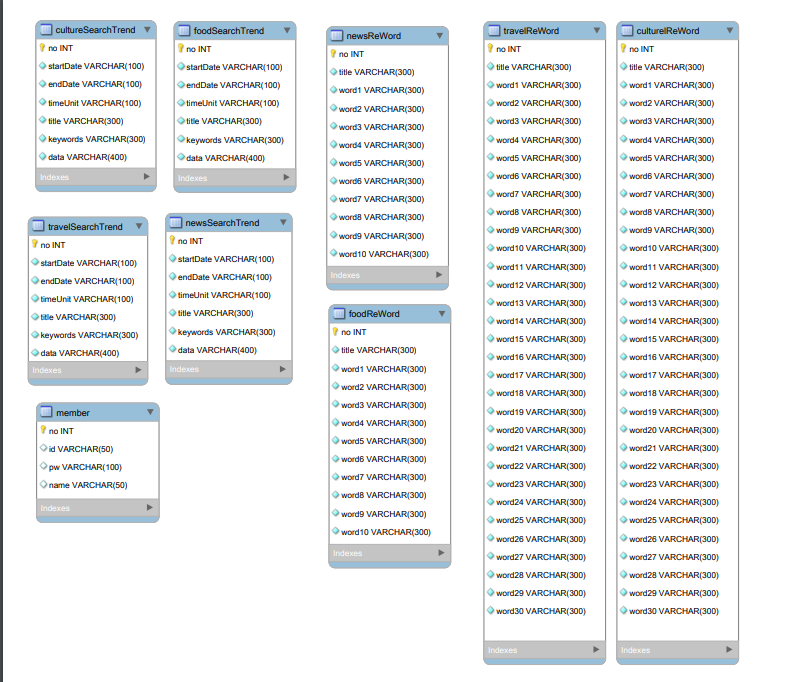 cultureSearchTrend
no INT
startDate VARCHAR(100)
endDate VARCHAR(100)
timeUnit VARCHAR(100)
title VARCHAR(300)
keywords VARCHAR(300)
data VARCHAR(400)
Indexes
foodSearchTrend
no INT
startDate VARCHAR(100)
endDate VARCHAR(100)
timeUnit VARCHAR(100)
title VARCHAR(300)
keywords VARCHAR(300)
data VARCHAR(400)
Indexes
travelSearchTrend
no INT
startDate VARCHAR(100)
endDate VARCHAR(100)
timeUnit VARCHAR(100)
title VARCHAR(300)
keywords VARCHAR(300)
data VARCHAR(400)
Indexes
newsSearchTrend
no INT
startDate VARCHAR(100)
endDate VARCHAR(100)
timeUnit VARCHAR(100)
title VARCHAR(300)
keywords VARCHAR(300)
data VARCHAR(400)
Indexes
member
no INT
id VARCHAR(50)
pw VARCHAR(100)
name VARCHAR(50)
Indexes
newsReWord
no INT
title VARCHAR(300)
word1 VARCHAR(300)
word2 VARCHAR(300)
word3 VARCHAR(300)
word4 VARCHAR(300)
word5 VARCHAR(300)
word6 VARCHAR(300)
word7 VARCHAR(300)
word8 VARCHAR(300)
word9 VARCHAR(300)
word10 VARCHAR(300)
Indexes
foodReWord
no INT
title VARCHAR(300)
word1 VARCHAR(300)
word2 VARCHAR(300)
word3 VARCHAR(300)
word4 VARCHAR(300)
word5 VARCHAR(300)
word6 VARCHAR(300)
word7 VARCHAR(300)
word8 VARCHAR(300)
word9 VARCHAR(300)
word10 VARCHAR(300)
Indexes
travelReWord
no INT
title VARCHAR(300)
word1 VARCHAR(300)
word2 VARCHAR(300)
word3 VARCHAR(300)
word4 VARCHAR(300)
word5 VARCHAR(300)
word6 VARCHAR(300)
word7 VARCHAR(300)
word8 VARCHAR(300)
word9 VARCHAR(300)
word10 VARCHAR(300)
word11 VARCHAR(300)
word12 VARCHAR(300)
word13 VARCHAR(300)
word14 VARCHAR(300)
word15 VARCHAR(300)
word16 VARCHAR(300)
word17 VARCHAR(300)
word18 VARCHAR(300)
word19 VARCHAR(300)
word20 VARCHAR(300)
word21 VARCHAR(300)
word22 VARCHAR(300)
word23 VARCHAR(300)
word24 VARCHAR(300)
word25 VARCHAR(300)
word26 VARCHAR(300)
word27 VARCHAR(300)
word28 VARCHAR(300)
word29 VARCHAR(300)
word30 VARCHAR(300)
Indexes
culturelReWord
no INT
title VARCHAR(300)
word1 VARCHAR(300)
word2 VARCHAR(300)
word3 VARCHAR(300)
word4 VARCHAR(300)
word5 VARCHAR(300)
word6 VARCHAR(300)
word7 VARCHAR(300)
word8 VARCHAR(300)
word9 VARCHAR(300)
word10 VARCHAR(300)
word11 VARCHAR(300)
word12 VARCHAR(300)
word13 VARCHAR(300)
word14 VARCHAR(300)
word15 VARCHAR(300)
word16 VARCHAR(300)
word17 VARCHAR(300)
word18 VARCHAR(300)
word19 VARCHAR(300)
word20 VARCHAR(300)
word21 VARCHAR(300)
word22 VARCHAR(300)
word23 VARCHAR(300)
word24 VARCHAR(300)
word25 VARCHAR(300)
word26 VARCHAR(300)
word27 VARCHAR(300)
word28 VARCHAR(300)
word29 VARCHAR(300)
word30 VARCHAR(300)
Indexes